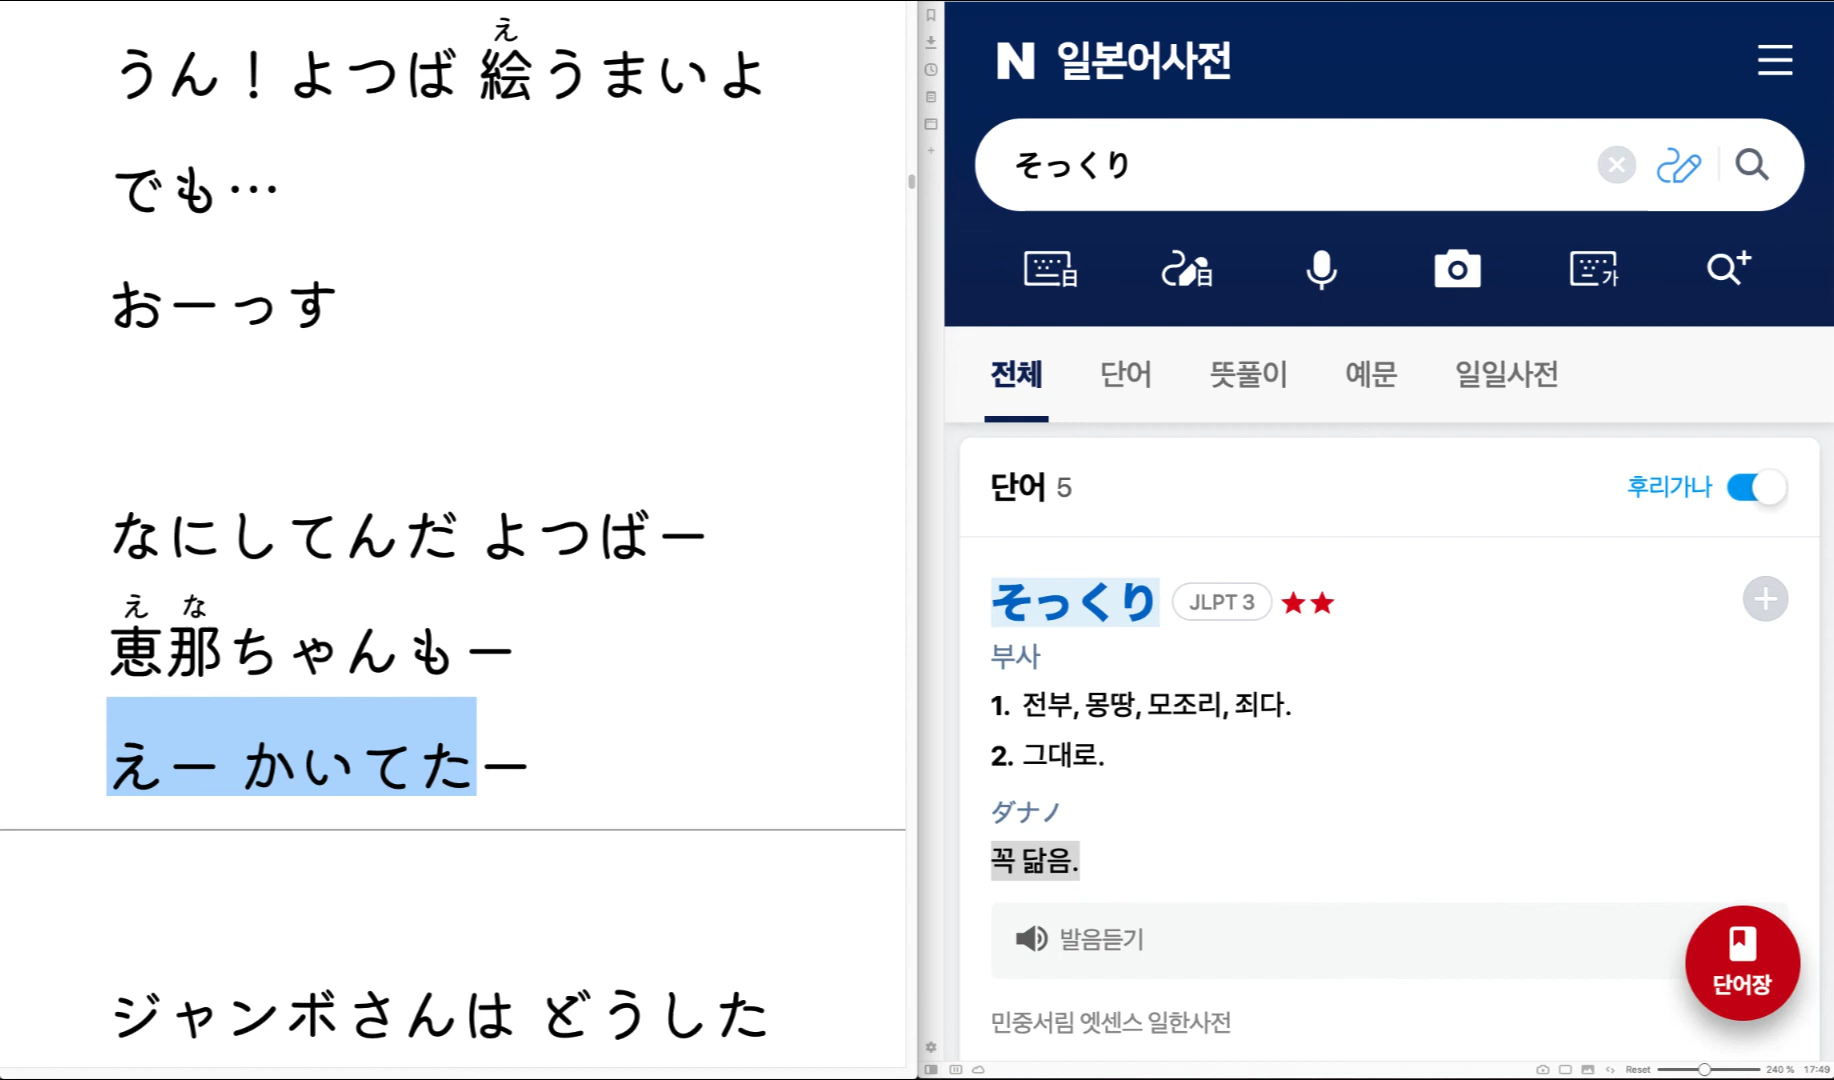 え
うん！よつば 絵うまいよ
でも…
おーっす
なにしてんだ よつばー
え な
恵那ちゃんもー
えー かいてたー
ジャンボさんは どうした
N 일본어사전
そっくり
日 日 가
전체 단어 뜻풀이 예문 일일사전
단어 5
후리가나
そっくり JLPT 3 ★★
부사
1. 전부, 몽땅, 모조리, 죄다.
2. 그대로.
ダナノ
꼭 닮음.
발음듣기
단어장
민중서림 엣센스 일한사전
Reset 240 % 17:49